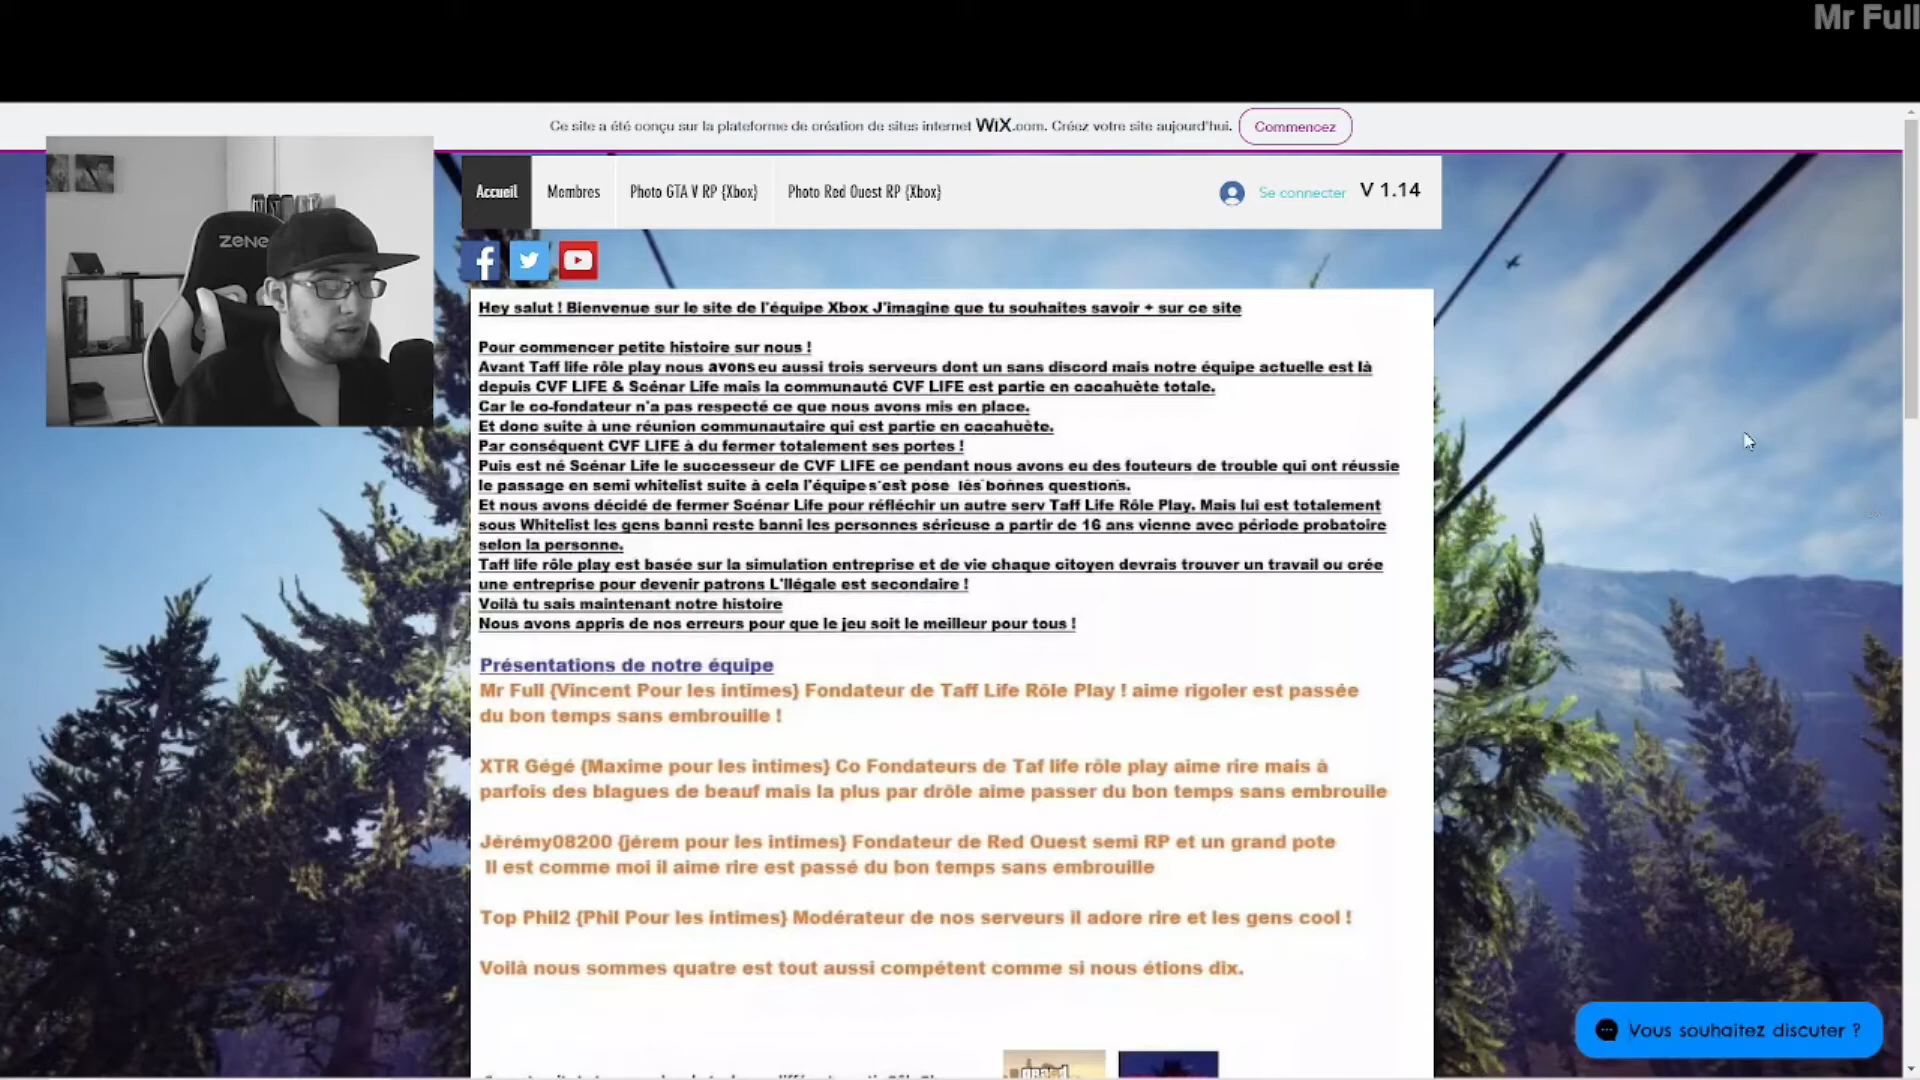 Mr Full
Ce site a été conçu sur la plateforme de création de sites internet WiX.com. Créez votre site aujourd'hui.
Commencez
Accueil
Membres
Photo GTA V RP {Xbox}
Photo Red Ouest RP {Xbox}
Se connecter
V 1.14
Hey salut ! Bienvenue sur le site de l'équipe Xbox J'imagine que tu souhaites savoir + sur ce site
Pour commencer petite histoire sur nous !
Avant Taff life rôle play nous avons eu aussi trois serveurs dont un sans discord mais notre équipe actuelle est là
depuis CVF LIFE & Scénar Life mais la communauté CVF LIFE est partie en cacahuète totale.
Car le co-fondateur n'a pas respecté ce que nous avons mis en place.
Et donc suite à une réunion communautaire qui est partie en cacahuète.
Par conséquent CVF LIFE à du fermer totalement ses portes !
Puis est né Scénar Life le successeur de CVF LIFE ce pendant nous avons eu des fouteurs de trouble qui ont réussie
le passage en semi whitelist suite à cela l'équipe s'est pose les bonnes questions.
Et nous avons décidé de fermer Scénar Life pour réfléchir un autre serv Taff Life Rôle Play. Mais lui est totalement
sous Whitelist les gens banni reste banni les personnes sérieuse a partir de 16 ans vienne avec période probatoire
selon la personne.
Taff life rôle play est basée sur la simulation entreprise et de vie chaque citoyen devrais trouver un travail ou crée
une entreprise pour devenir patrons L'Ilégale est secondaire !
Voilà tu sais maintenant notre histoire
Nous avons appris de nos erreurs pour que le jeu soit le meilleur pour tous !
Présentations de notre équipe
Mr Full {Vincent Pour les intimes} Fondateur de Taff Life Rôle Play ! aime rigoler est passée
du bon temps sans embrouille !
XTR Gégé {Maxime pour les intimes} Co Fondateurs de Taf life rôle play aime rire mais à
parfois des blagues de beauf mais la plus par drôle aime passer du bon temps sans embrouile
Jérémy08200 {jérem pour les intimes} Fondateur de Red Ouest semi RP et un grand pote
Il est comme moi il aime rire est passé du bon temps sans embrouille
Top Phil2 {Phil Pour les intimes} Modérateur de nos serveurs il adore rire et les gens cool !
Voilà nous sommes quatre est tout aussi compétent comme si nous étions dix.
Vous souhaitez discuter ?